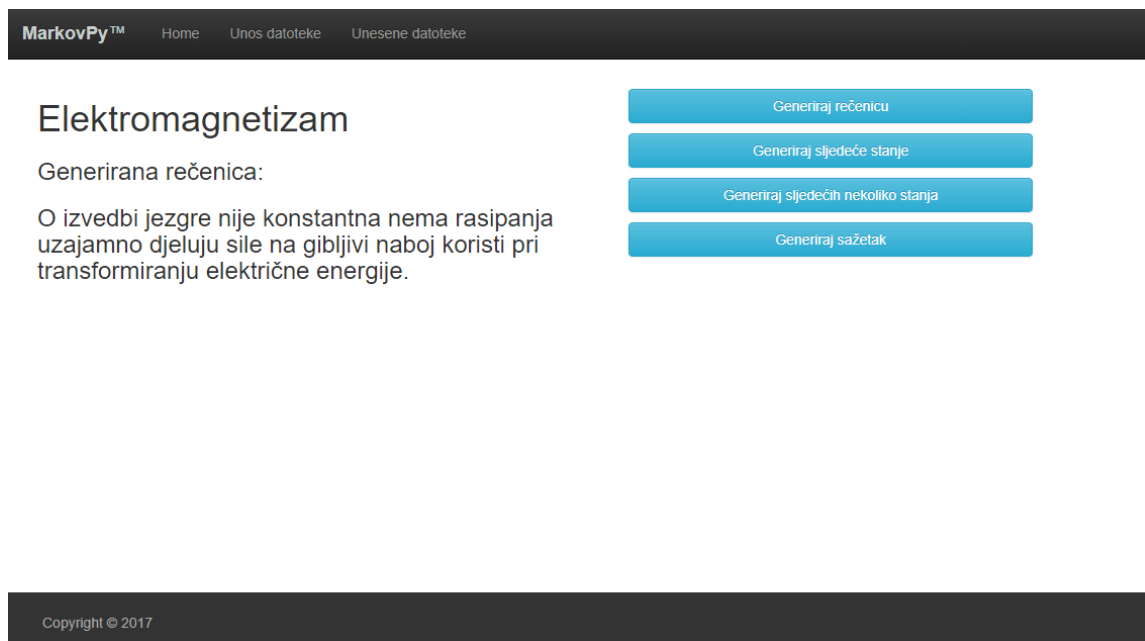 MarkovPy™ Home Unos datoteke Unesene datoteke
Elektromagnetizam
Generirana rečenica:
O izvedbi jezgre nije konstantna nema rasipanja
uzajamno djeluju sile na gibljivi naboj koristi pri
transformiranju električne energije.
Generiraj rečenicu
Generiraj sljedeće stanje
Generiraj sljedećih nekoliko stanja
Generiraj sažetak
Copyright © 2017